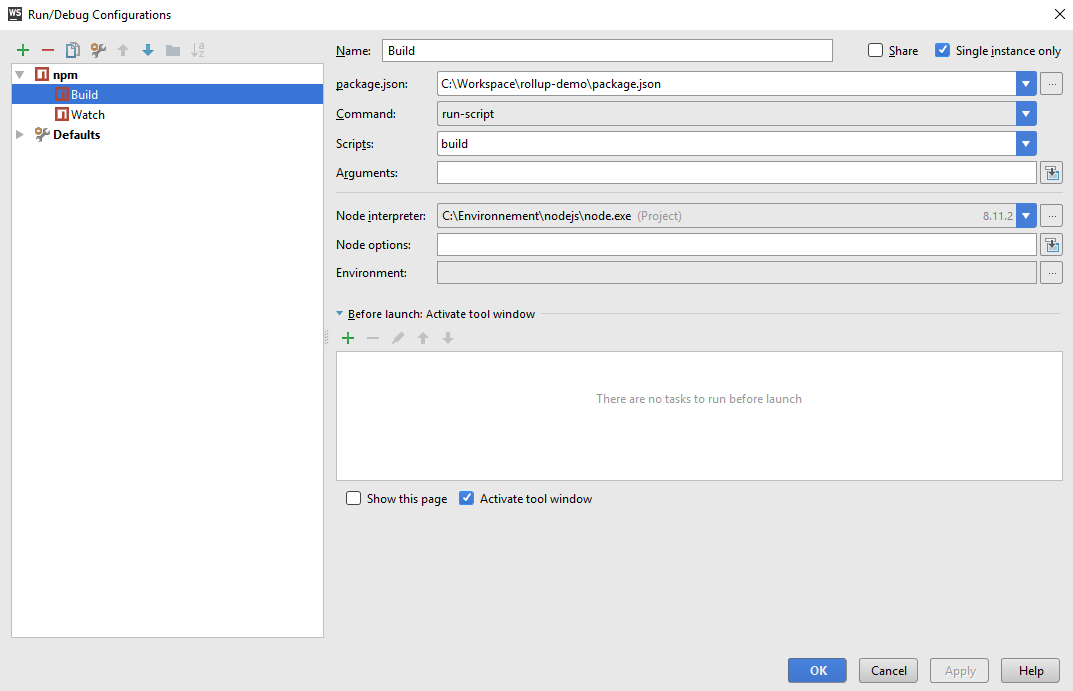 WS Run/Debug Configurations
Name: Build Share Single instance only
npm
Build
Watch
Defaults
package.json: C:\Workspace\rollup-demo\package.json ...
Command: run-script
Scripts: build
Arguments:
Node interpreter: C:\Environnement\nodejs\node.exe (Project) 8.11.2 ...
Node options:
Environment: ...
Before launch: Activate tool window
There are no tasks to run before launch
Show this page Activate tool window
OK Cancel Apply Help